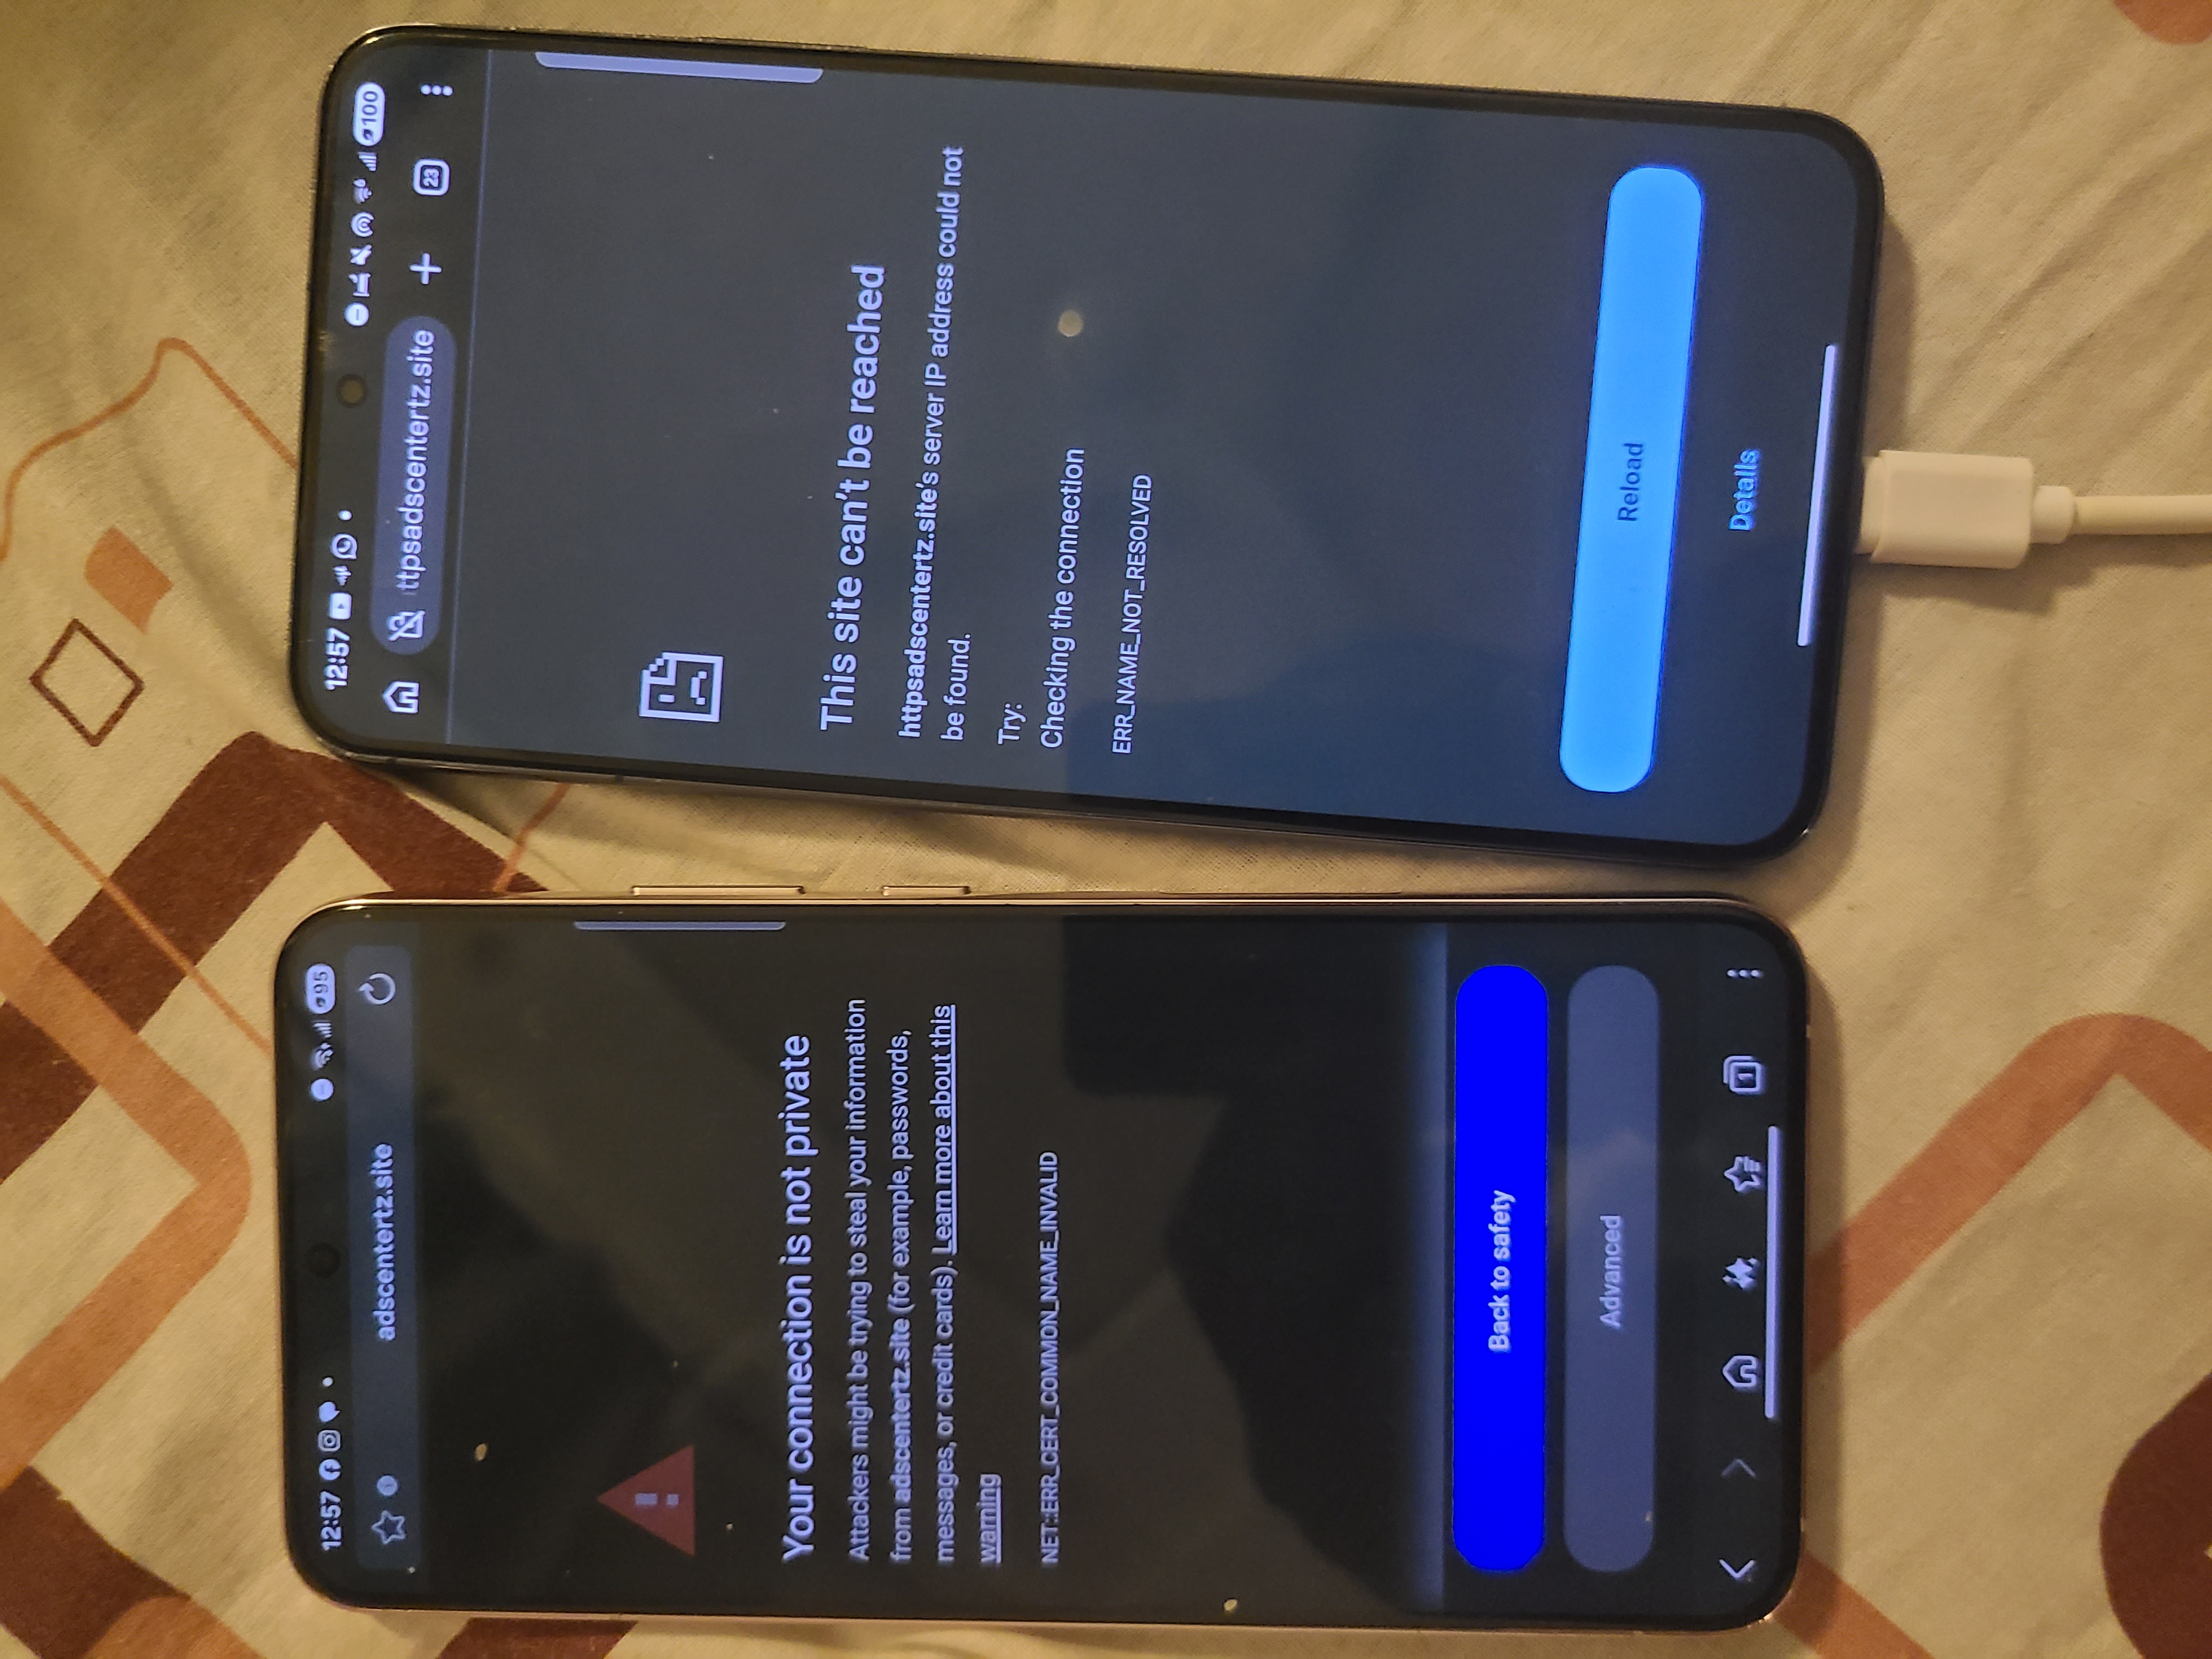 12:57
95
adscentertz.site
Your connection is not private
Attackers might be trying to steal your information
from adscentertz.site (for example, passwords,
messages, or credit cards). Learn more about this
warning
NET::ERR_CERT_COMMON_NAME_INVALID
Back to safety
Advanced
1
12:57
100
ttpsadscentertz.site
23
This site can't be reached
httpsadscentertz.site's server IP address could not
be found.
Try:
Checking the connection
ERR_NAME_NOT_RESOLVED
Reload
Details